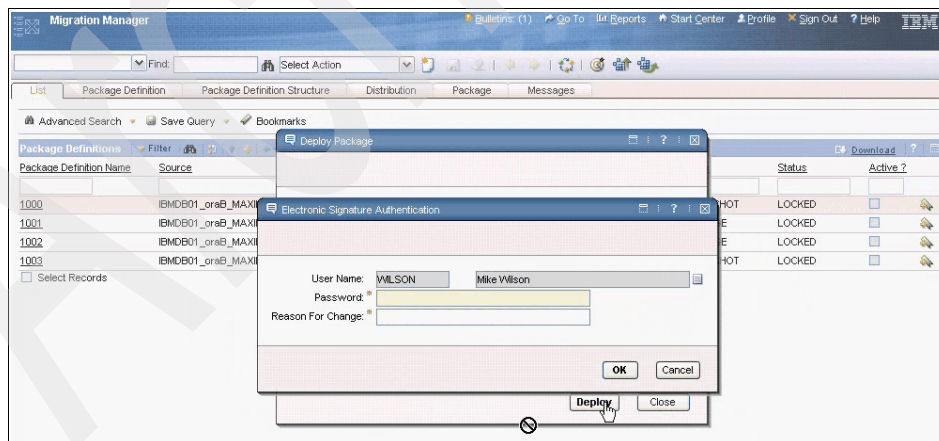 Migration Manager
Bulletins: (1) Go To Reports Start Center Profile Sign Out ? Help IBM
Find: Select Action
List Package Definition Package Definition Structure Distribution Package Messages
Advanced Search Save Query Bookmarks
Deploy Package ?
Package Definitions Filter Download ?
Package Definition Name Source Status Active ?
1000 IBMDB01_oraB_MAXI HOT LOCKED
1001 IBMDB01_oraB_MAXI E LOCKED
1002 IBMDB01_oraB_MAXI E LOCKED
1003 IBMDB01_oraB_MAXI HOT LOCKED
Select Records
Electronic Signature Authentication ?
User Name: WILSON Mike Wilson
Password: *
Reason For Change: *
OK Cancel
Deploy Close